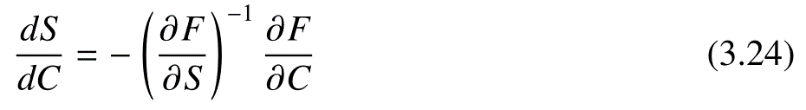 dS/dC = − (∂F/∂S)⁻¹ ∂F/∂C (3.24)